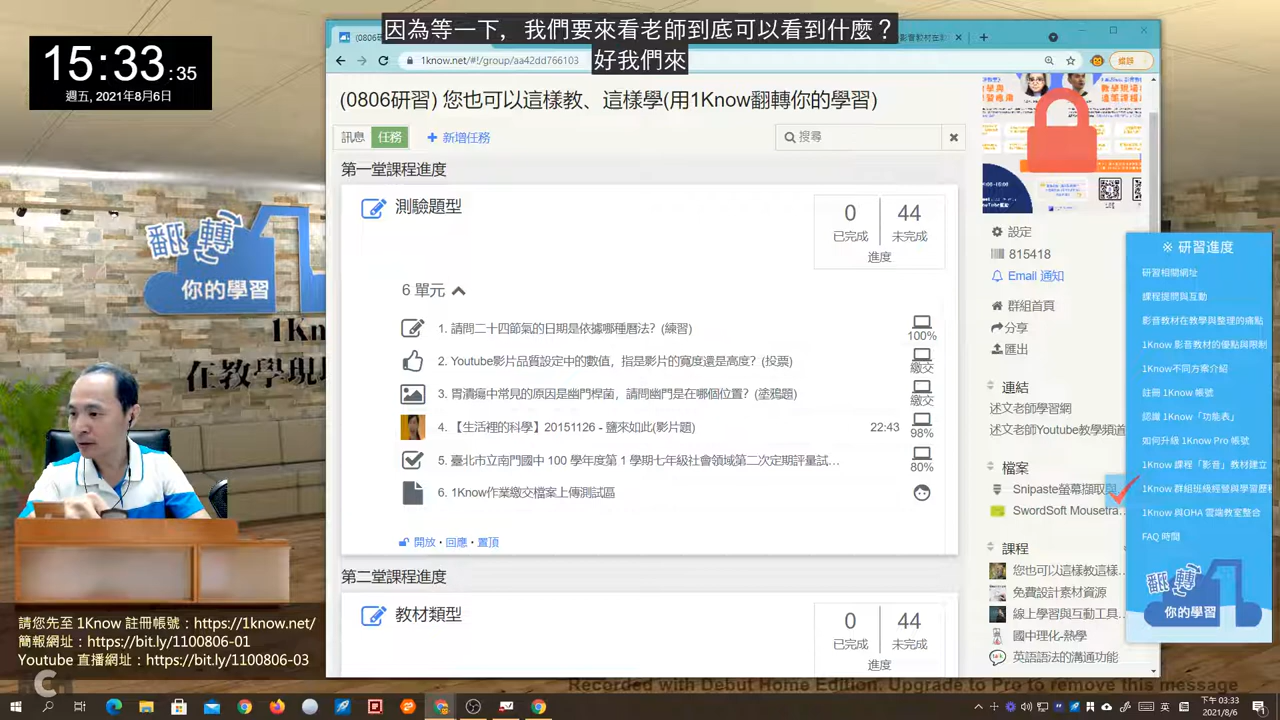 因為等一下，我們要來看老師到底可以看到什麼？
好我們來
15:33:35
週五, 2021年8月6日
1know.net/#!/group/aa42dd766103
(0806研習) 您也可以這樣教、這樣學(用1Know翻轉你的學習)
訊息 任務 + 新增任務
搜尋
第一堂課程進度
測驗題型
0 44
已完成 未完成
進度
6 單元
1. 請問二十四節氣的日期是依據哪種曆法? (練習)
100%
2. Youtube影片品質設定中的數值，指是影片的寬度還是高度? (投票)
繳交
3. 胃潰瘍中常見的原因是幽門桿菌，請問幽門是在哪個位置? (塗鴉題)
繳交
4. 【生活裡的科學】20151126 - 鹽來如此(影片題)
22:43
98%
5. 臺北市立南門國中 100 學年度第 1 學期七年級社會領域第二次定期評量試…
80%
6. 1Know作業繳交檔案上傳測試區
開放・回應・置頂
第二堂課程進度
教材類型
0 44
已完成 未完成
進度
設定
815418
Email 通知
群組首頁
分享
匯出
連結
述文老師學習網
述文老師Youtube教學頻道
檔案
Snipaste螢幕擷取與
SwordSoft Mousetra…
課程
您也可以這樣教這樣…
免費設計素材資源
線上學習與互動工具…
國中理化-熱學
英語語法的溝通功能
※ 研習進度
研習相關網址
課程提問與互動
影音教材在教學與整理的痛點
1Know 影音教材的優點與限制
1Know不同方案介紹
註冊 1Know 帳號
認識 1Know「功能表」
如何升級 1Know Pro 帳號
1Know 課程「影音」教材建立
1Know 群組班級經營與學習歷程
1Know 與OHA 雲端教室整合
FAQ 時間
翻轉
你的學習
翻轉
你的學習
1Kn
在教學現
請您先至 1Know 註冊帳號：https://1know.net/
簡報網址：https://bit.ly/1100806-01
Youtube 直播網址：https://bit.ly/1100806-03
Recorded with Debut Home Edition. Upgrade to Pro to remove this message
下午 03:33
2021/8/6